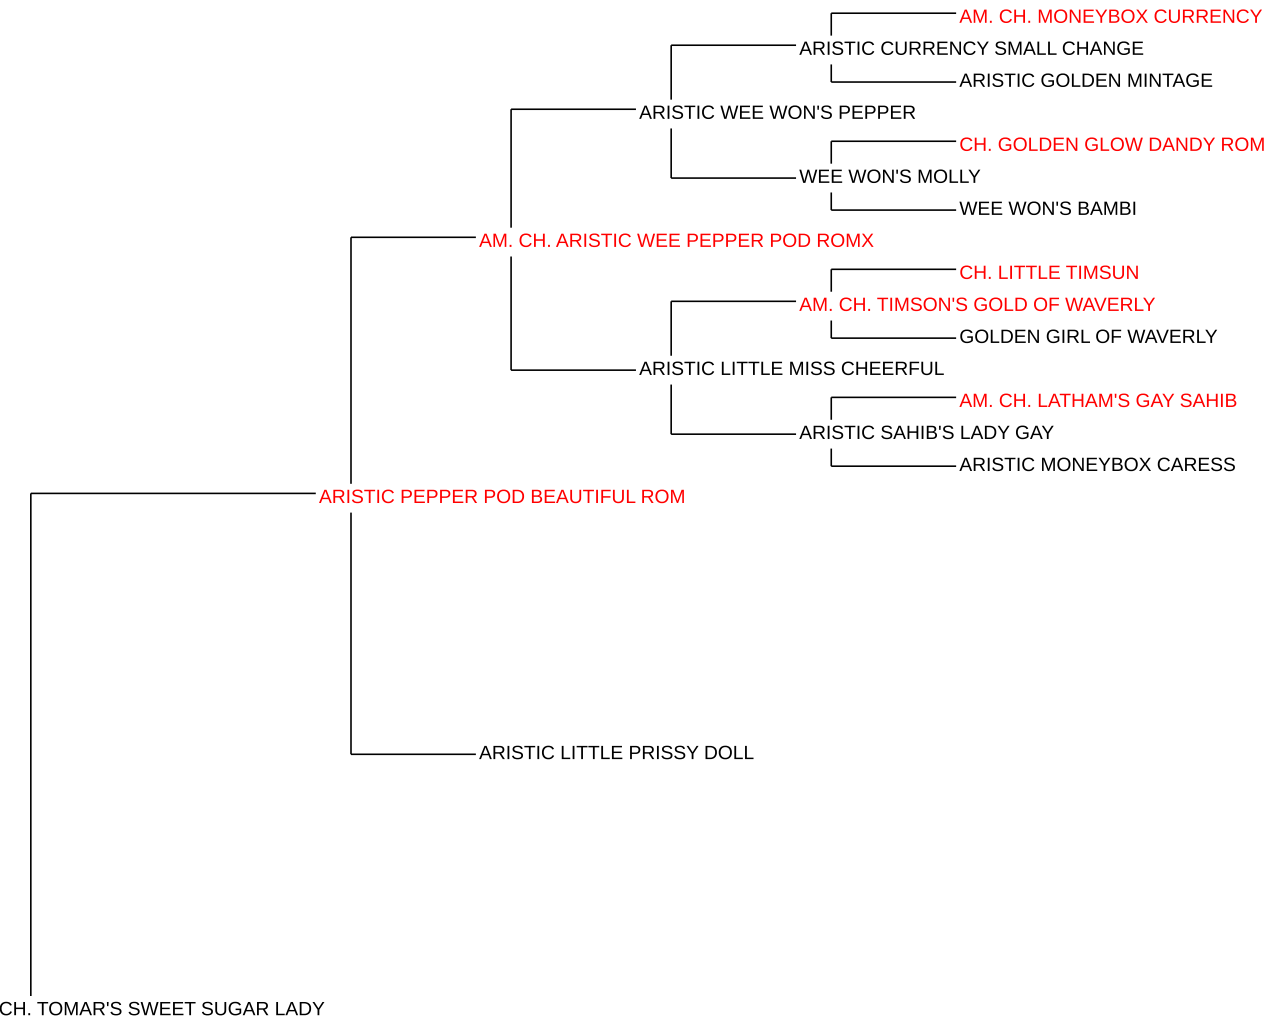 AM. CH. MONEYBOX CURRENCY
ARISTIC CURRENCY SMALL CHANGE
ARISTIC GOLDEN MINTAGE
ARISTIC WEE WON'S PEPPER
CH. GOLDEN GLOW DANDY ROM
WEE WON'S MOLLY
WEE WON'S BAMBI
AM. CH. ARISTIC WEE PEPPER POD ROMX
CH. LITTLE TIMSUN
AM. CH. TIMSON'S GOLD OF WAVERLY
GOLDEN GIRL OF WAVERLY
ARISTIC LITTLE MISS CHEERFUL
AM. CH. LATHAM'S GAY SAHIB
ARISTIC SAHIB'S LADY GAY
ARISTIC MONEYBOX CARESS
ARISTIC PEPPER POD BEAUTIFUL ROM
ARISTIC LITTLE PRISSY DOLL
CH. TOMAR'S SWEET SUGAR LADY